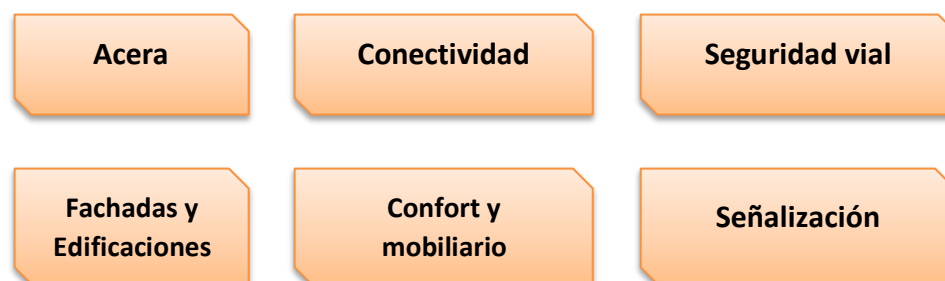 Acera
Conectividad
Seguridad vial
Fachadas y
Edificaciones
Confort y
mobiliario
Señalización